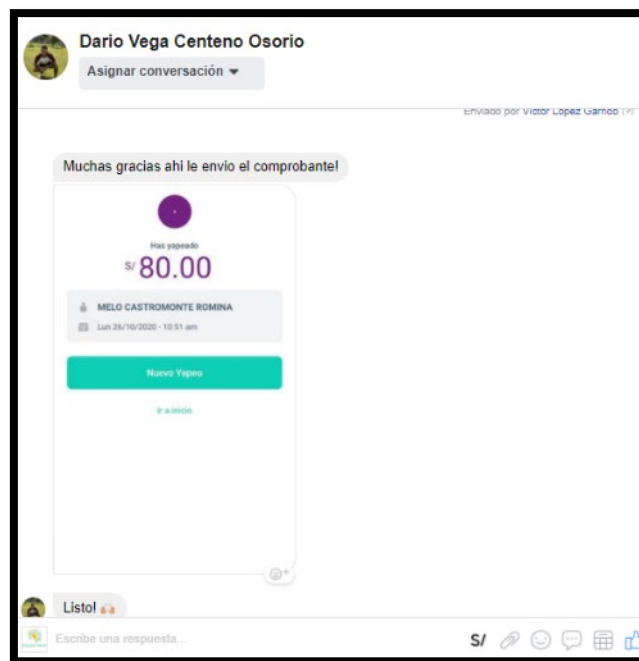 Dario Vega Centeno Osorio
Asignar conversación
Enviado por Victor Lopez Garrido
Muchas gracias ahi le envio el comprobante!
Has yapeado
S/ 80.00
MELO CASTROMONTE ROMINA
Lun 26/10/2020 - 10:51 am
Nuevo Yapeo
Ir a inicio
Listo!
Escribe una respuesta...
S/